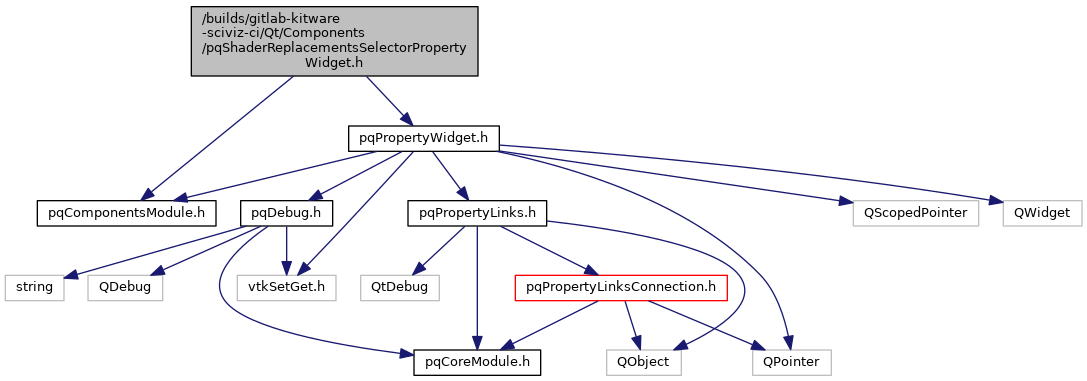 /builds/gitlab-kitware
-sciviz-ci/Qt/Components
/pqShaderReplacementsSelectorProperty
Widget.h
pqPropertyWidget.h
pqComponentsModule.h
pqDebug.h
pqPropertyLinks.h
QScopedPointer
QWidget
string
QDebug
vtkSetGet.h
QtDebug
pqPropertyLinksConnection.h
pqCoreModule.h
QObject
QPointer